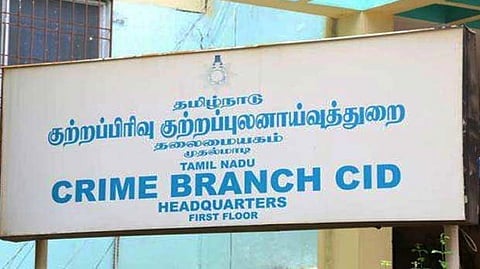 தமிழ்நாடு
குற்றப்பிரிவு குற்றப்புலனாய்வுத்துறை
தலைமையகம்
முதல்மாடி
TAMIL NADU
CRIME BRANCH CID
HEADQUARTERS
FIRST FLOOR